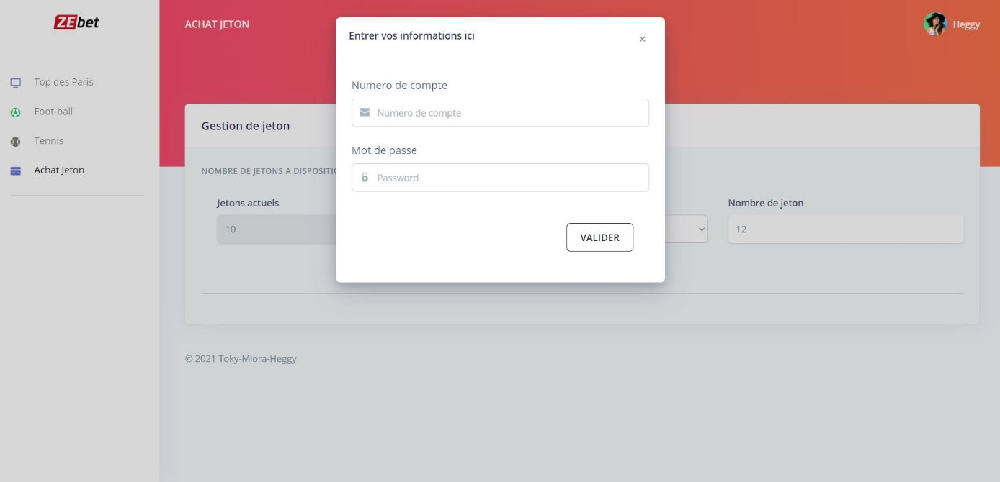 ZEbet
Top des Paris
Foot-ball
Tennis
Achat Jeton
ACHAT JETON
Heggy
Gestion de jeton
NOMBRE DE JETONS A
Jetons actuels
10
Nombre de jeton
12
© 2021 Toky-Miora-Heggy
Entrer vos informations ici
×
Numero de compte
Numero de compte
Mot de passe
Password
VALIDER